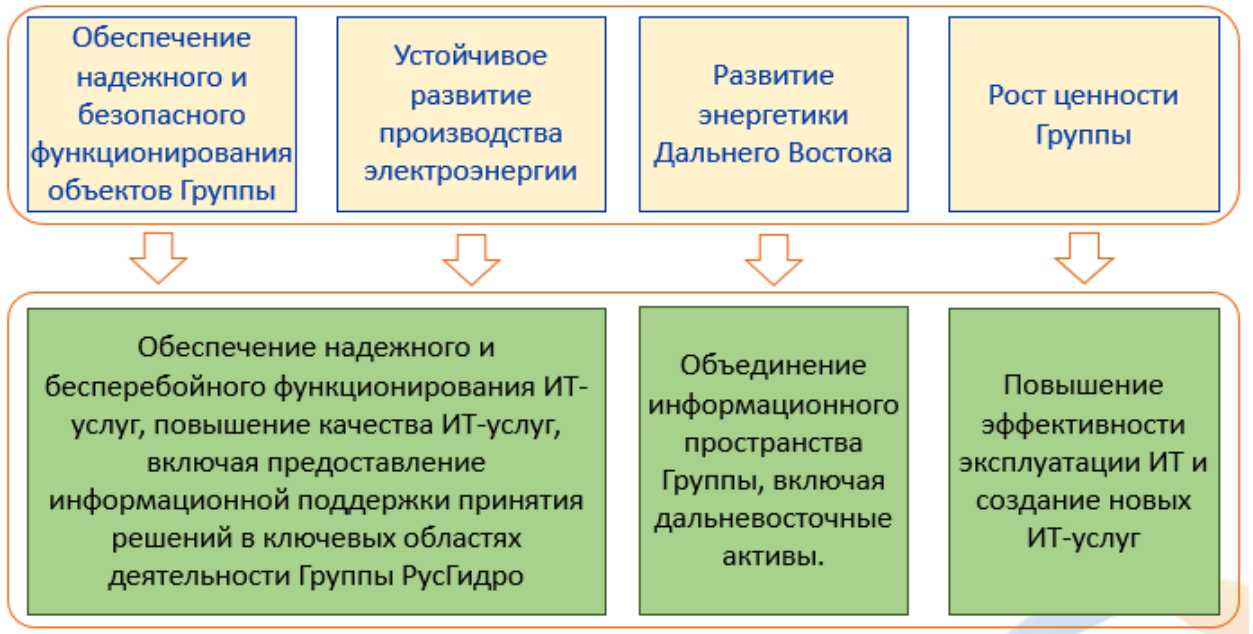 Обеспечение
надежного и
безопасного
функционирования
объектов Группы
Устойчивое
развитие
производства
электроэнергии
Развитие
энергетики
Дальнего Востока
Рост ценности
Группы
Обеспечение надежного и
бесперебойного функционирования ИТ-
услуг, повышение качества ИТ-услуг,
включая предоставление
информационной поддержки принятия
решений в ключевых областях
деятельности Группы РусГидро
Объединение
информационного
пространства
Группы, включая
дальневосточные
активы.
Повышение
эффективности
эксплуатации ИТ и
создание новых
ИТ-услуг